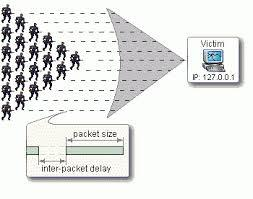 Victim
IP: 127.0.0.1
packet size
inter-packet delay